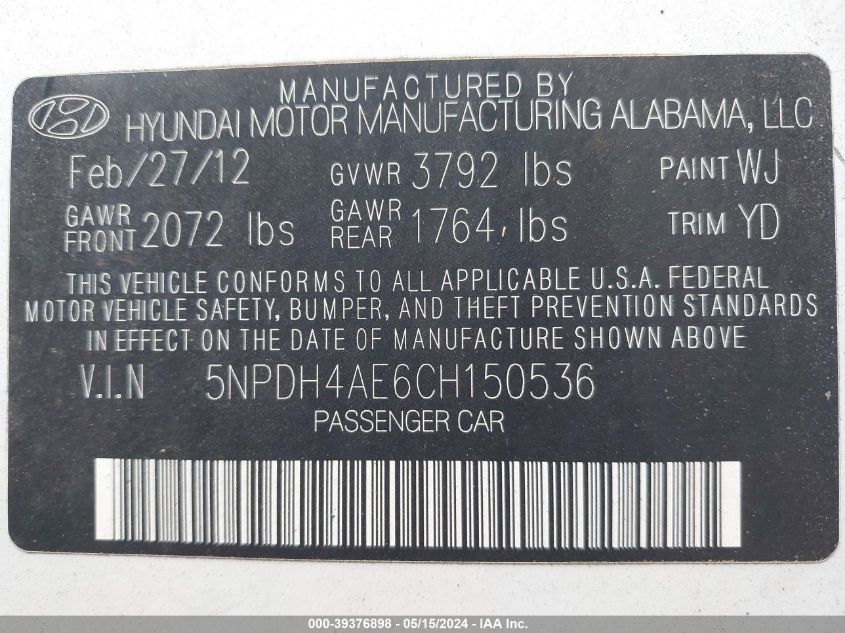 MANUFACTURED BY
HYUNDAI MOTOR MANUFACTURING ALABAMA, LLC
Feb/27/12 GVWR 3792 lbs PAINT WJ
GAWR FRONT 2072 lbs GAWR REAR 1764 lbs TRIM YD
THIS VEHICLE CONFORMS TO ALL APPLICABLE U.S.A. FEDERAL
MOTOR VEHICLE SAFETY, BUMPER, AND THEFT PREVENTION STANDARDS
IN EFFECT ON THE DATE OF MANUFACTURE SHOWN ABOVE
V.I.N 5NPDH4AE6CH150536
PASSENGER CAR
000-39376898 - 05/15/2024 - IAA Inc.